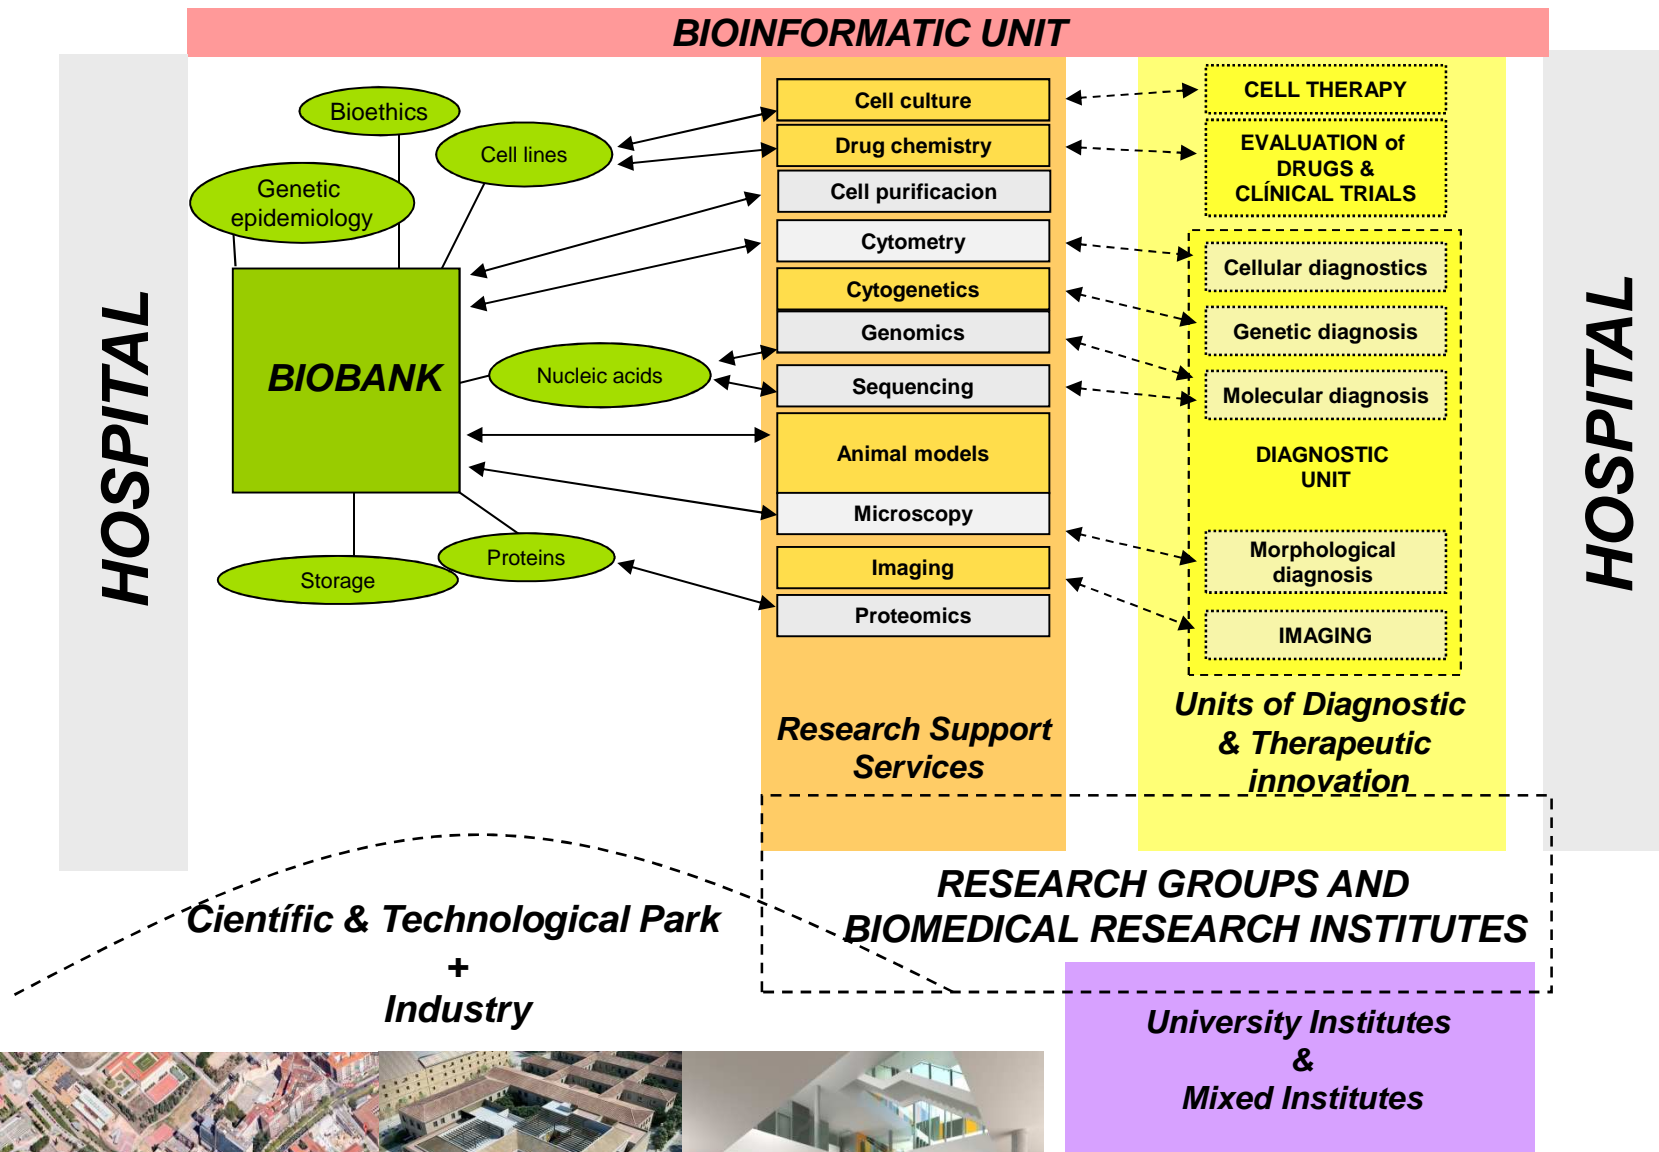 BIOINFORMATIC UNIT
HOSPITAL
Bioethics
Cell lines
Genetic
epidemiology
BIOBANK
Nucleic acids
Proteins
Storage
Cell culture
Drug chemistry
Cell purificacion
Cytometry
Cytogenetics
Genomics
Sequencing
Animal models
Microscopy
Imaging
Proteomics
Research Support
Services
CELL THERAPY
EVALUATION of
DRUGS &
CLÍNICAL TRIALS
Cellular diagnostics
Genetic diagnosis
Molecular diagnosis
DIAGNOSTIC
UNIT
Morphological
diagnosis
IMAGING
Units of Diagnostic
& Therapeutic
innovation
HOSPITAL
RESEARCH GROUPS AND
BIOMEDICAL RESEARCH INSTITUTES
Científic & Technological Park
+
Industry
University Institutes
&
Mixed Institutes